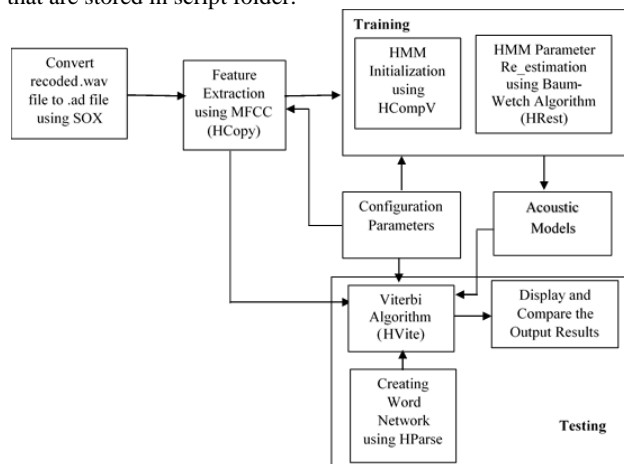 that are stored in script folder.
Training
Convert
recoded.wav
file to .ad file
using SOX
Feature
Extraction
using MFCC
(HCopy)
HMM
Initialization
using
HCompV
HMM Parameter
Re_estimation
using Baum-
Wetch Algorithm
(HRest)
Configuration
Parameters
Acoustic
Models
Viterbi
Algorithm
(HVite)
Display and
Compare the
Output Results
Creating
Word
Network
using HParse
Testing